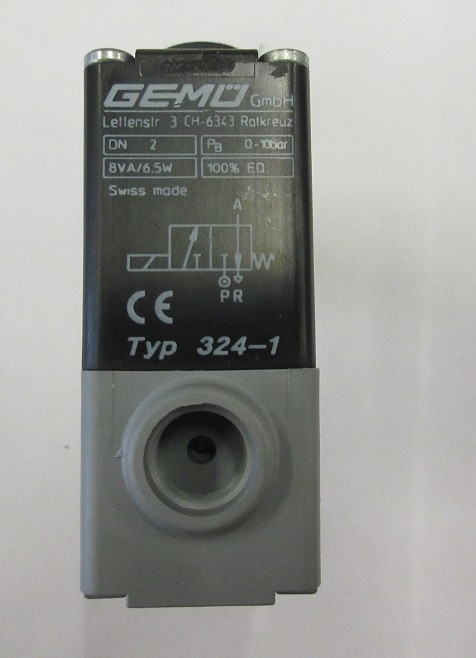 GEMÜ GmbH
Lettenstr 3 CH-6343 Rotkreuz
DN 2 PB 0-10bar
8VA/6,5W 100% ED
Swiss made
A
P R
CE
Typ 324-1